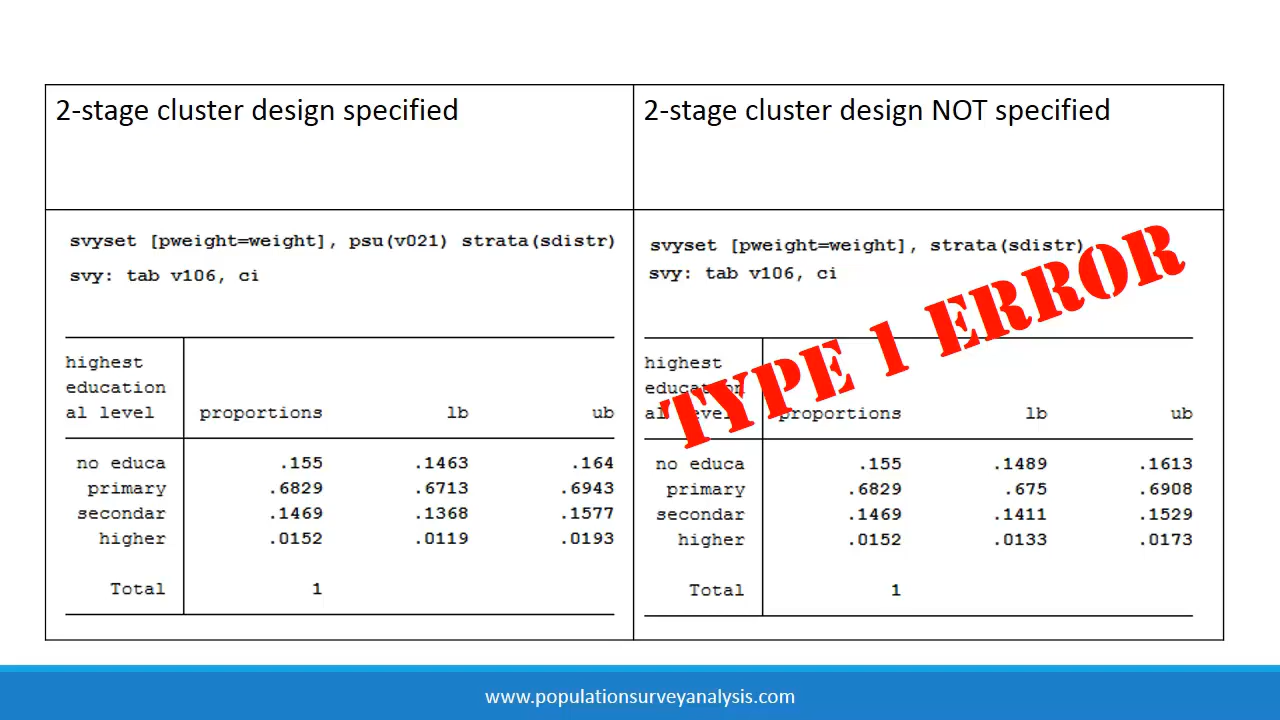 2-stage cluster design specified
2-stage cluster design NOT specified
svyset [pweight=weight], psu(v021) strata(sdistr)
svy: tab v106, ci
highest
education
al level proportions lb ub
no educa .155 .1463 .164
primary .6829 .6713 .6943
secondar .1469 .1368 .1577
higher .0152 .0119 .0193
Total 1
svyset [pweight=weight], strata(sdistr)
svy: tab v106, ci
highest
education
al level proportions lb ub
no educa .155 .1489 .1613
primary .6829 .675 .6908
secondar .1469 .1411 .1529
higher .0152 .0133 .0173
Total 1
TYPE 1 ERROR
www.populationsurveyanalysis.com